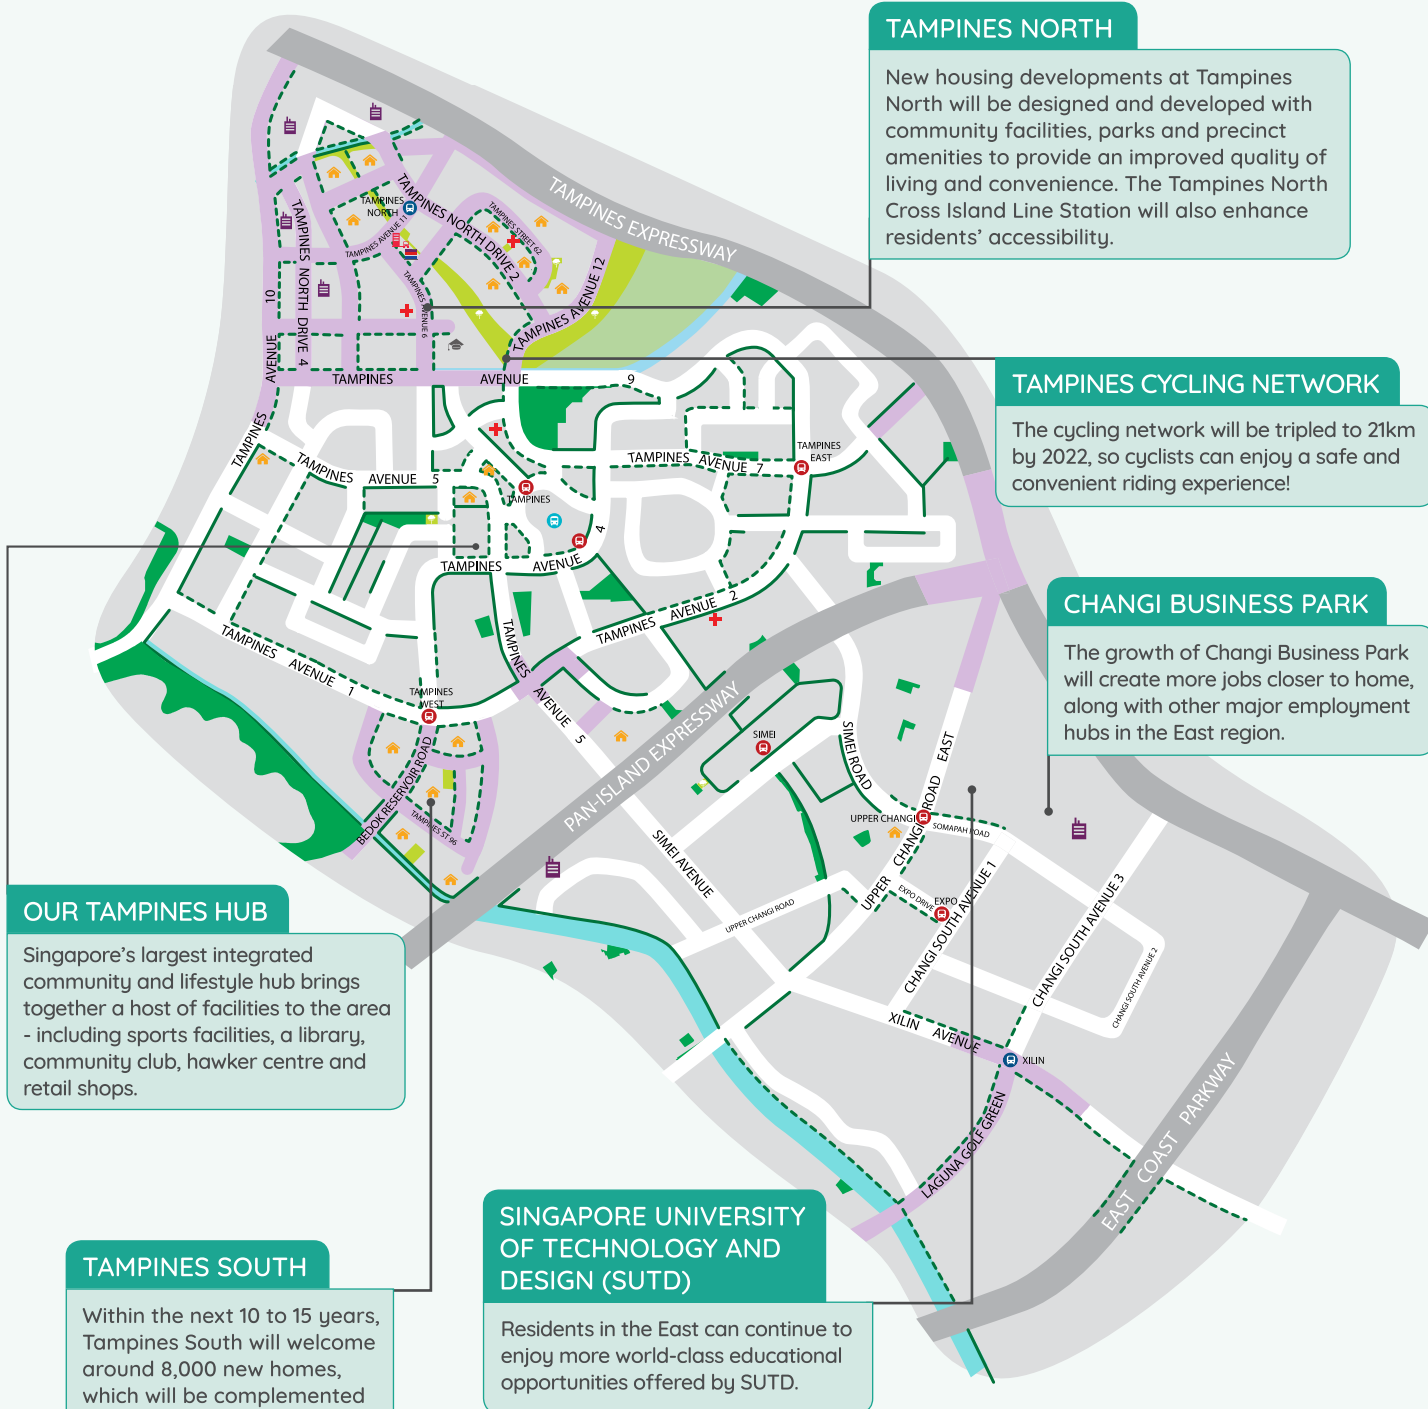 TAMPINES NORTH
New housing developments at Tampines
North will be designed and developed with
community facilities, parks and precinct
amenities to provide an improved quality of
living and convenience. The Tampines North
Cross Island Line Station will also enhance
residents' accessibility.
TAMPINES CYCLING NETWORK
The cycling network will be tripled to 21km
by 2022, so cyclists can enjoy a safe and
convenient riding experience!
CHANGI BUSINESS PARK
The growth of Changi Business Park
will create more jobs closer to home,
along with other major employment
hubs in the East region.
OUR TAMPINES HUB
Singapore's largest integrated
community and lifestyle hub brings
together a host of facilities to the area
- including sports facilities, a library,
community club, hawker centre and
retail shops.
TAMPINES SOUTH
Within the next 10 to 15 years,
Tampines South will welcome
around 8,000 new homes,
which will be complemented
SINGAPORE UNIVERSITY
OF TECHNOLOGY AND
DESIGN (SUTD)
Residents in the East can continue to
enjoy more world-class educational
opportunities offered by SUTD.
TAMPINES EXPRESSWAY
TAMPINES
NORTH
TAMPINES NORTH DRIVE 2
TAMPINES STREET 62
TAMPINES AVENUE 11
TAMPINES AVENUE 12
TAMPINES NORTH DRIVE 4
TAMPINES AVENUE 6
TAMPINES AVENUE 10
TAMPINES AVENUE 9
TAMPINES
EAST
TAMPINES AVENUE 7
TAMPINES AVENUE 5
TAMPINES
TAMPINES AVENUE 4
TAMPINES AVENUE 2
TAMPINES AVENUE 1
TAMPINES
WEST
TAMPINES AVENUE 5
PAN-ISLAND EXPRESSWAY
BEDOK RESERVOIR ROAD
TAMPINES ST 96
SIMEI
SIMEI ROAD
SIMEI AVENUE
UPPER CHANGI ROAD EAST
UPPER CHANGI
SOMAPAH ROAD
UPPER CHANGI ROAD
EXPO DRIVE
EXPO
CHANGI SOUTH AVENUE 1
CHANGI SOUTH AVENUE 3
CHANGI SOUTH AVENUE 2
XILIN AVENUE
XILIN
LAGUNA GOLF GREEN
EAST COAST PARKWAY